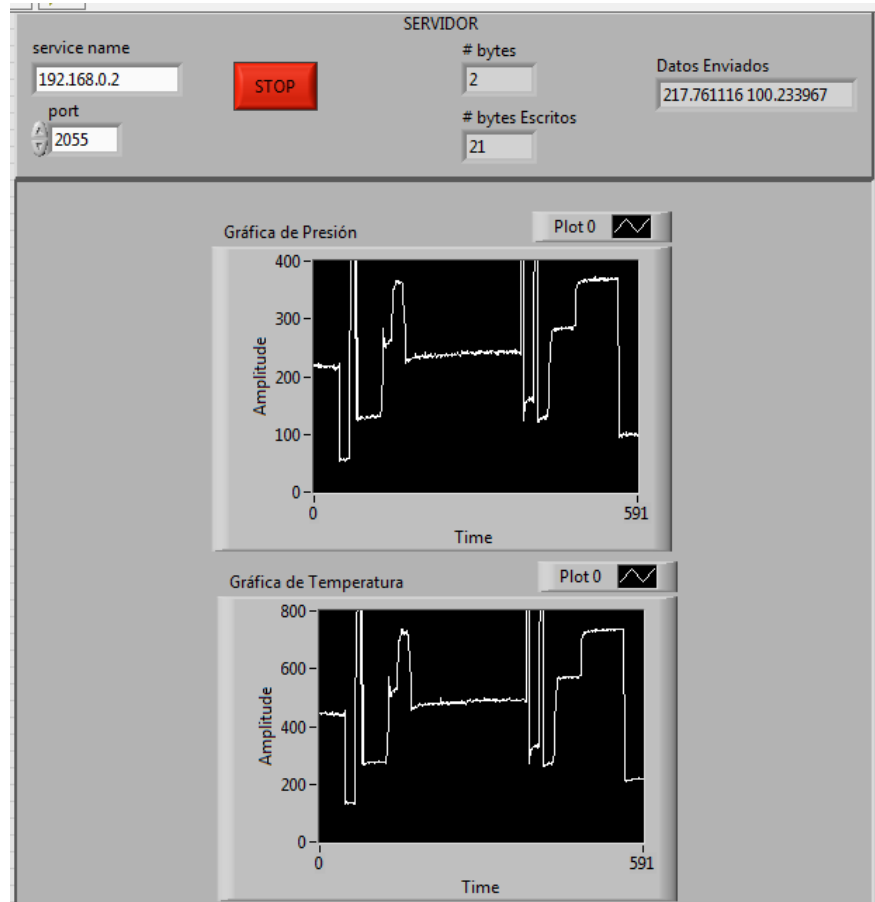 SERVIDOR
service name
192.168.0.2
port
2055
STOP
# bytes
2
# bytes Escritos
21
Datos Enviados
217.761116 100.233967
Gráfica de Presión
Plot 0
400
300
200
100
0
Amplitude
0
591
Time
Gráfica de Temperatura
Plot 0
800
600
400
200
0
Amplitude
0
591
Time